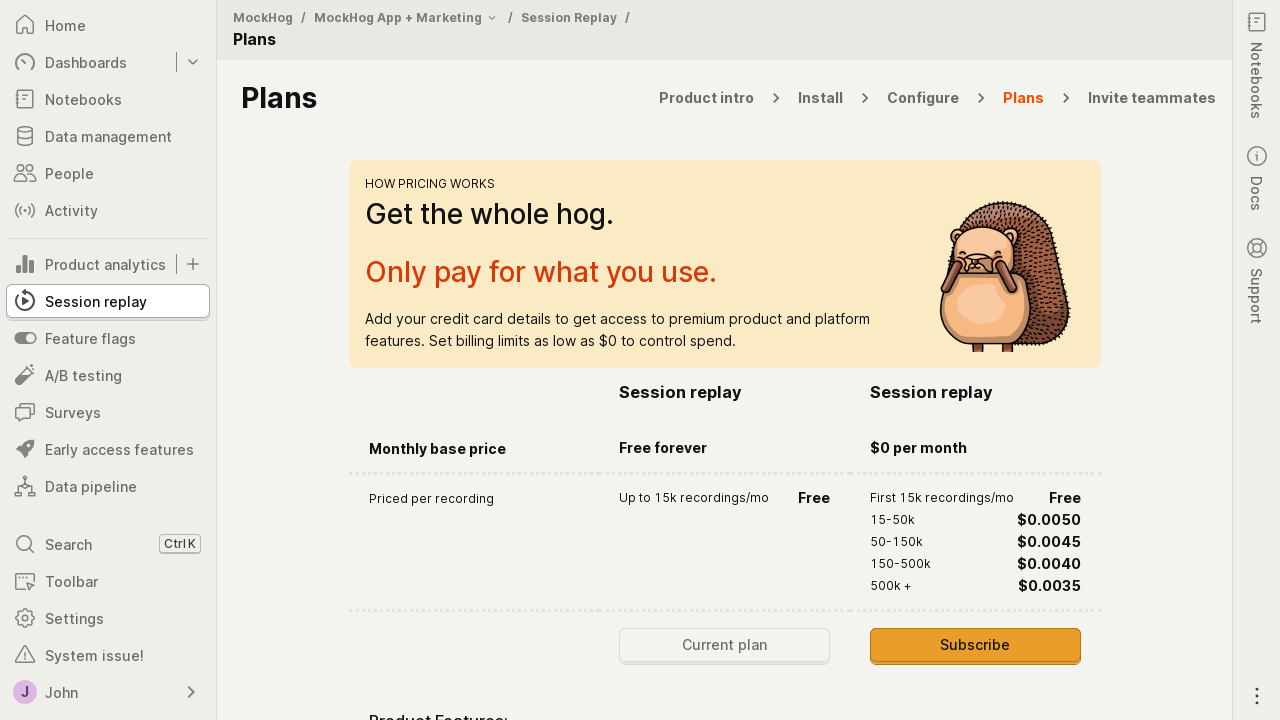 Home
Dashboards
Notebooks
Data management
People
Activity
Product analytics
Session replay
Feature flags
A/B testing
Surveys
Early access features
Data pipeline
Search
Ctrl K
Toolbar
Settings
System issue!
J
John
MockHog / MockHog App + Marketing / Session Replay /
Plans
Plans
Product intro
Install
Configure
Plans
Invite teammates
HOW PRICING WORKS
Get the whole hog.
Only pay for what you use.
Add your credit card details to get access to premium product and platform
features. Set billing limits as low as $0 to control spend.
Session replay
Session replay
Monthly base price
Free forever
$0 per month
Priced per recording
Up to 15k recordings/mo Free
First 15k recordings/mo Free
15-50k $0.0050
50-150k $0.0045
150-500k $0.0040
500k + $0.0035
Current plan
Subscribe
Product Features:
Notebooks
Docs
Support